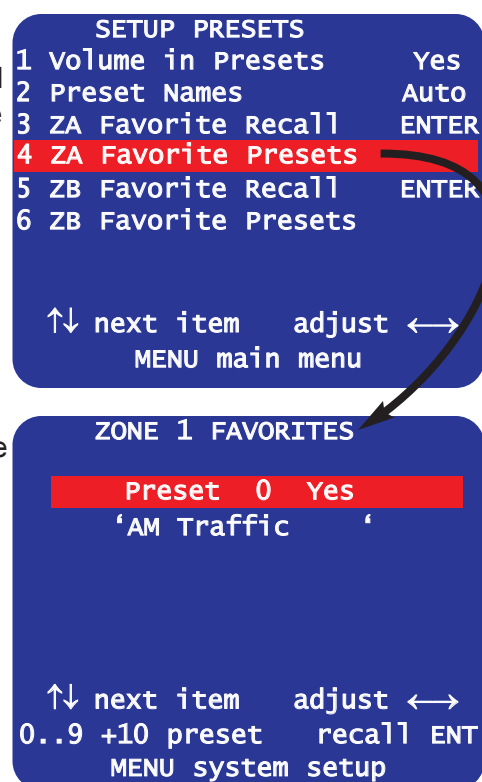 SETUP PRESETS
1 Volume in Presets Yes
2 Preset Names Auto
3 ZA Favorite Recall ENTER
4 ZA Favorite Presets
5 ZB Favorite Recall ENTER
6 ZB Favorite Presets
↑↓ next item adjust ←→
MENU main menu
ZONE 1 FAVORITES
Preset 0 Yes
‘AM Traffic ‘
↑↓ next item adjust ←→
0..9 +10 preset recall ENT
MENU system setup